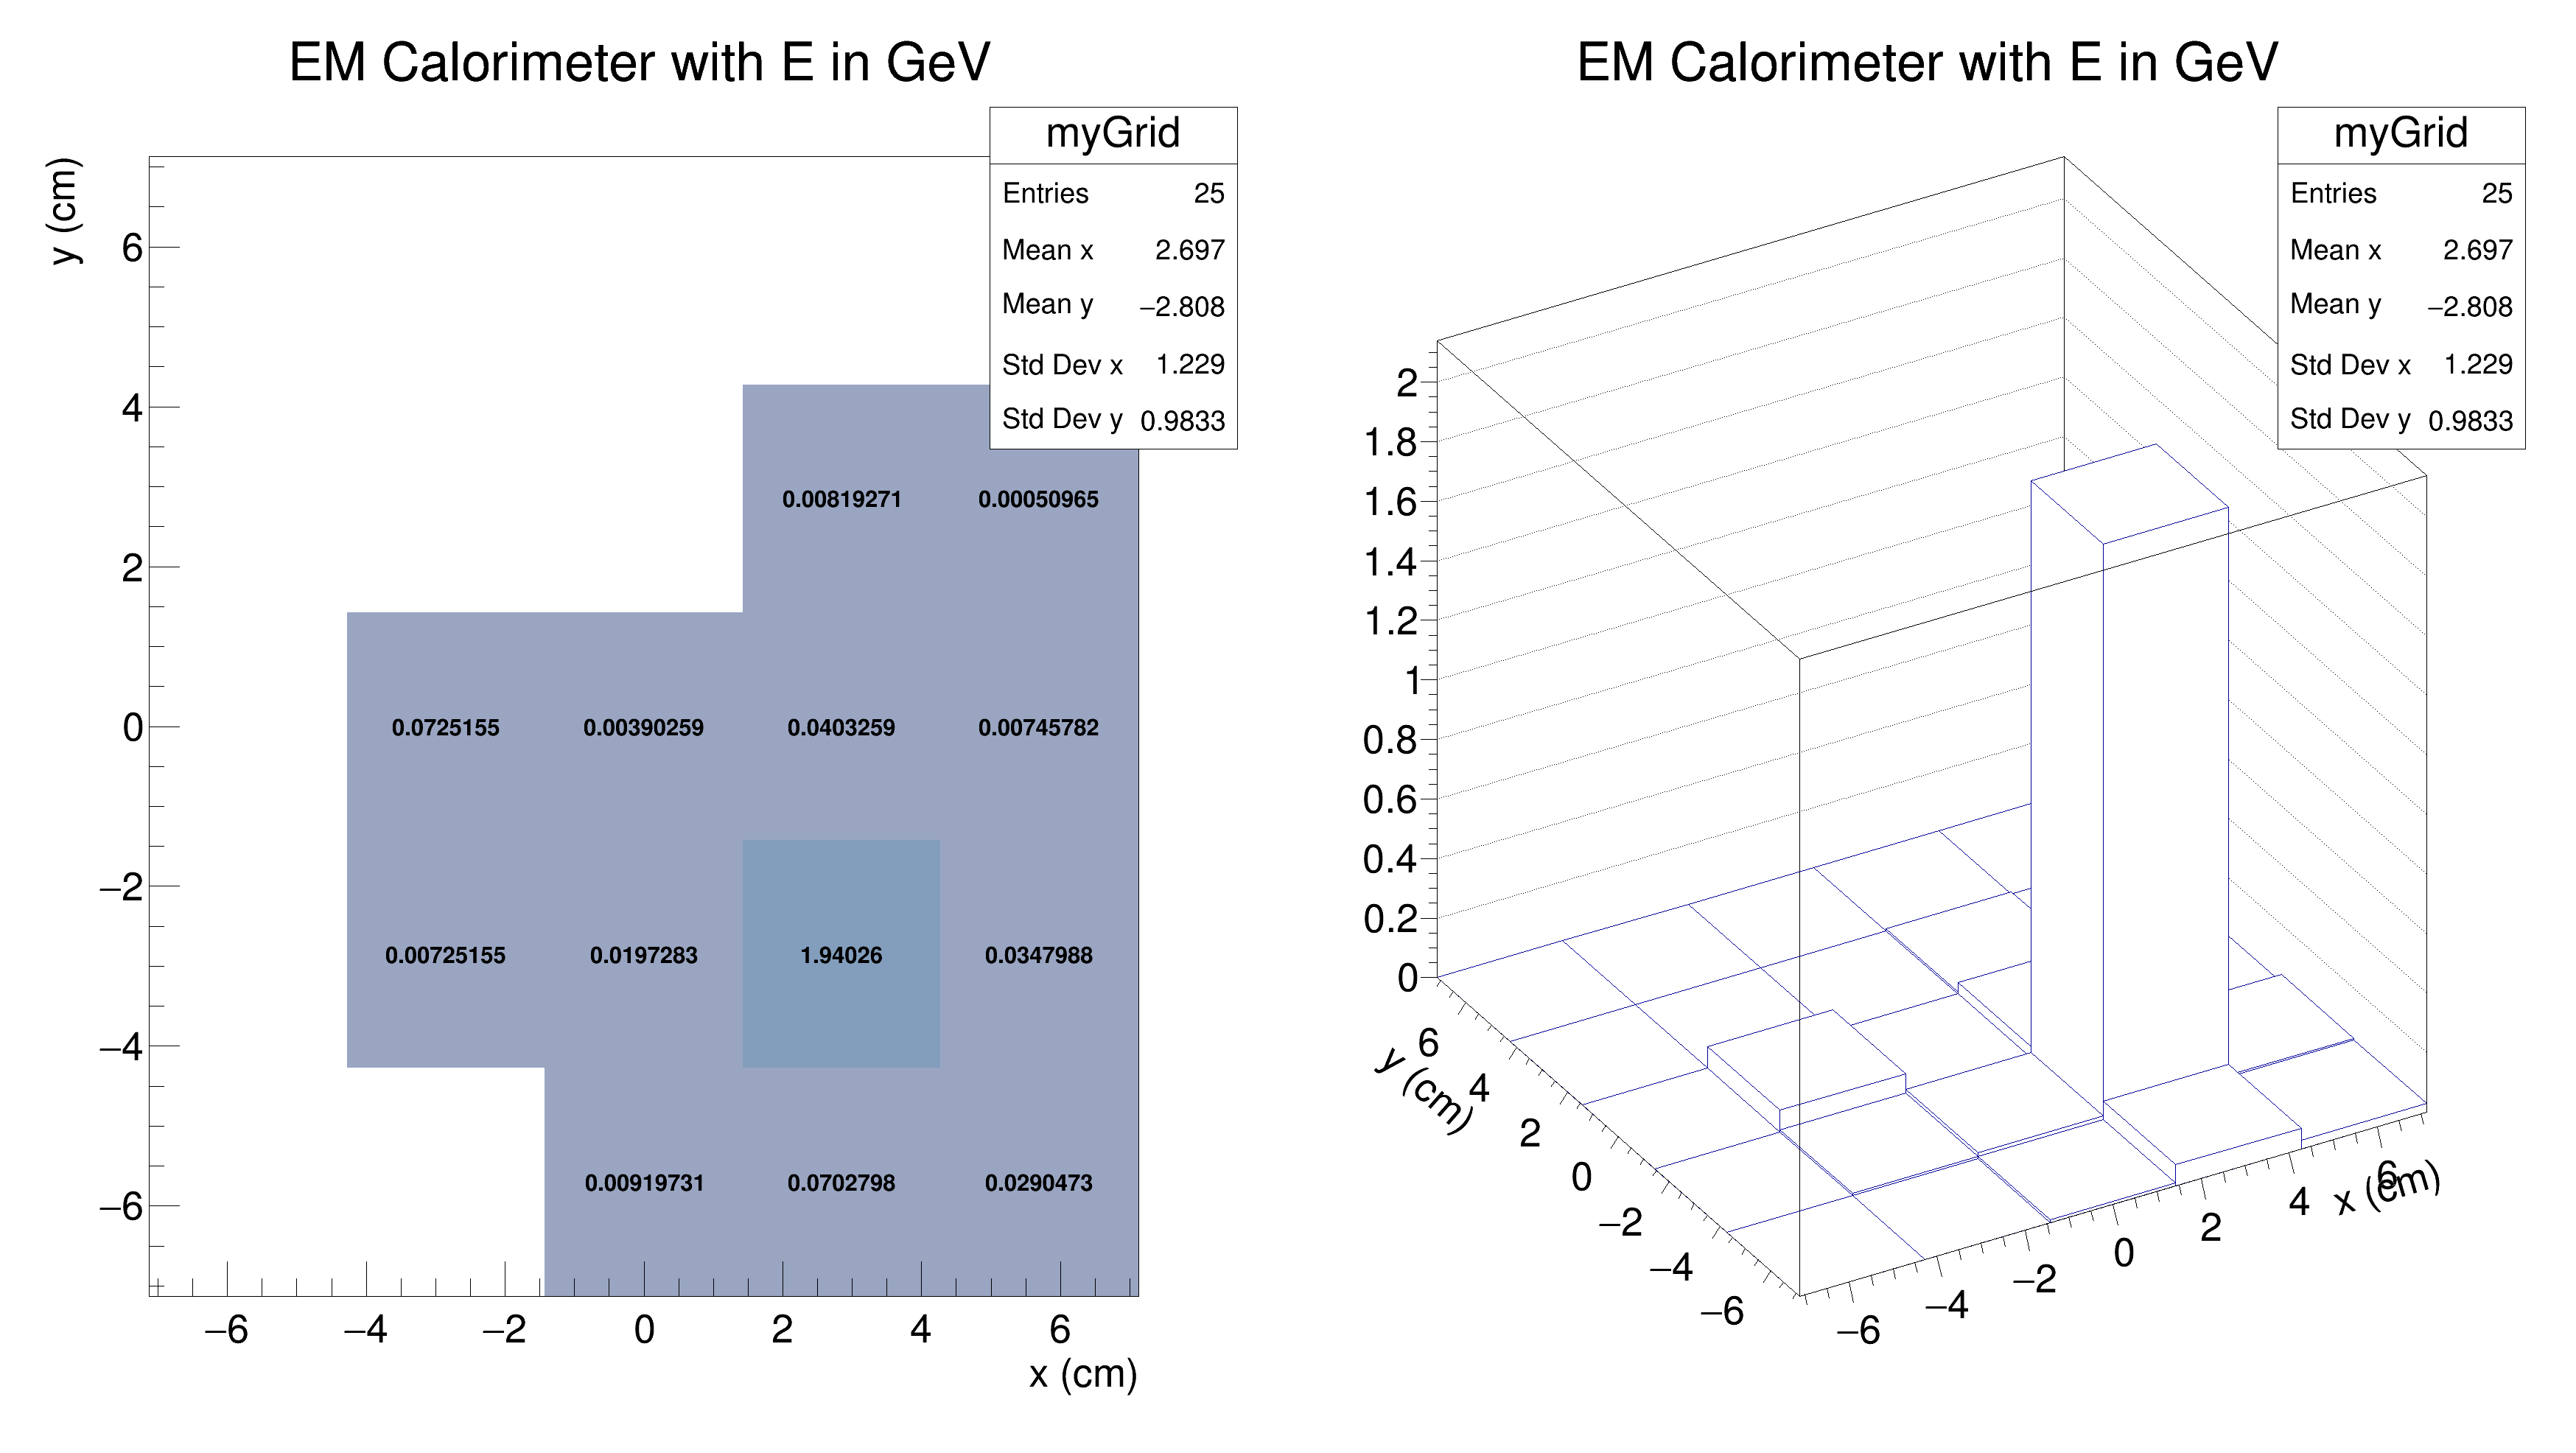 EM Calorimeter with E in GeV
myGrid
Entries 25
Mean x 2.697
Mean y −2.808
Std Dev x 1.229
Std Dev y 0.9833
y (cm)
6
4
2
0
−2
−4
−6
0.00819271 0.00050965
0.0725155 0.00390259 0.0403259 0.00745782
0.00725155 0.0197283 1.94026 0.0347988
0.00919731 0.0702798 0.0290473
−6 −4 −2 0 2 4 6
x (cm)
EM Calorimeter with E in GeV
myGrid
Entries 25
Mean x 2.697
Mean y −2.808
Std Dev x 1.229
Std Dev y 0.9833
2
1.8
1.6
1.4
1.2
1
0.8
0.6
0.4
0.2
0
y (cm)
6
4
2
0
−2
−4
−6
−6 −4 −2 0 2 4 6
x (cm)